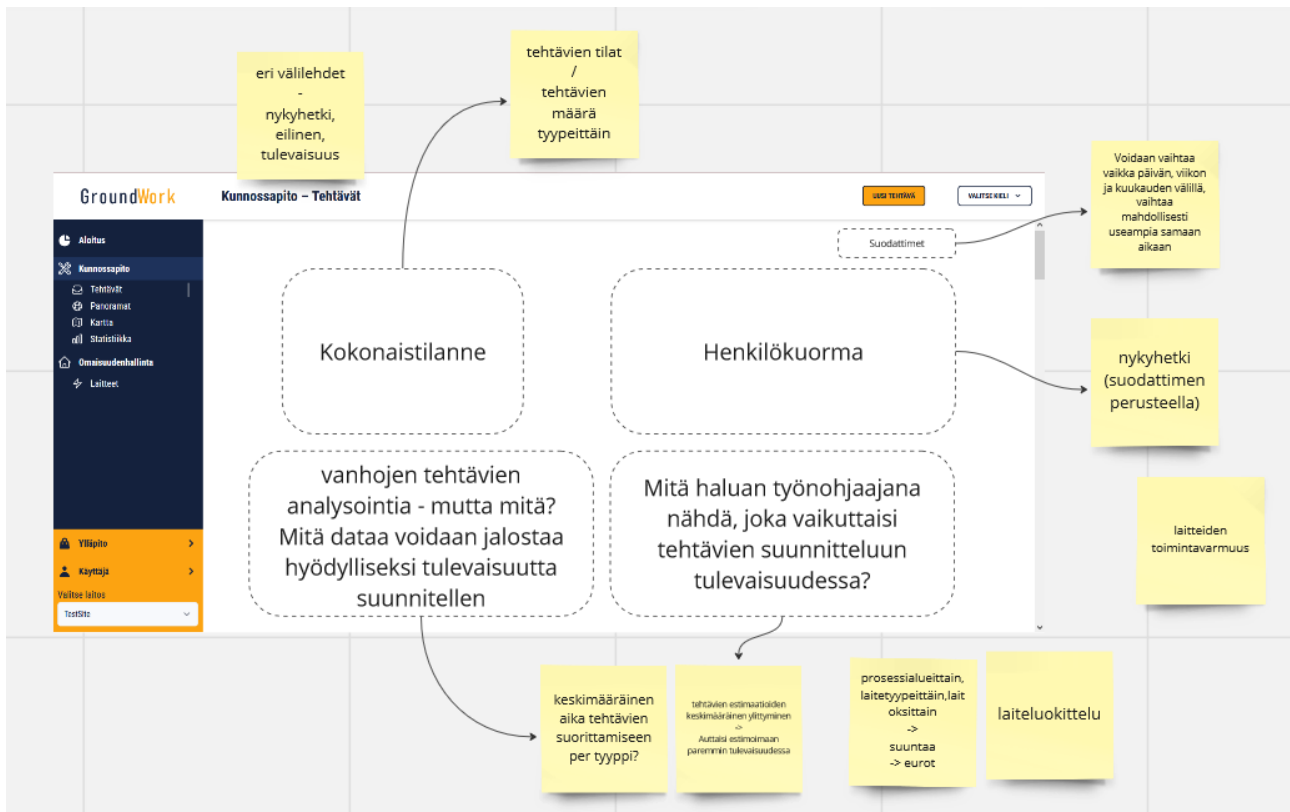 eri välilehdet
-
nykyhetki,
eilinen,
tulevaisuus
tehtävien tilat
/
tehtävien
määrä
tyypeittäin
Voidaan vaihtaa
vaikka päivän, viikon
ja kuukauden välillä,
vaihtaa
mahdollisesti
useampia samaan
aikaan
GroundWork
Kunnossapito – Tehtävät
UUSI TEHTÄVÄ
VALITSE KIELI
Suodattimet
Aloitus
Kunnossapito
Tehtävät
Panoramat
Kartta
Statistiikka
Omaisuudenhallinta
Laitteet
Ylläpito
Käyttäjä
Valitse laitos
TestSite
Kokonaistilanne
Henkilökuorma
nykyhetki
(suodattimen
perusteella)
vanhojen tehtävien
analysointia - mutta mitä?
Mitä dataa voidaan jalostaa
hyödylliseksi tulevaisuutta
suunnitellen
Mitä haluan työnohjaajana
nähdä, joka vaikuttaisi
tehtävien suunnitteluun
tulevaisuudessa?
laitteiden
toimintavarmuus
keskimääräinen
aika tehtävien
suorittamiseen
per tyyppi?
tehtävien estimaatioiden
keskimääräinen ylittyminen
->
Auttaisi estimoimaan
paremmin tulevaisuudessa
prosessialueittain,
laitetyypeittäin,lait
oksittain
->
suuntaa
-> eurot
laiteluokittelu